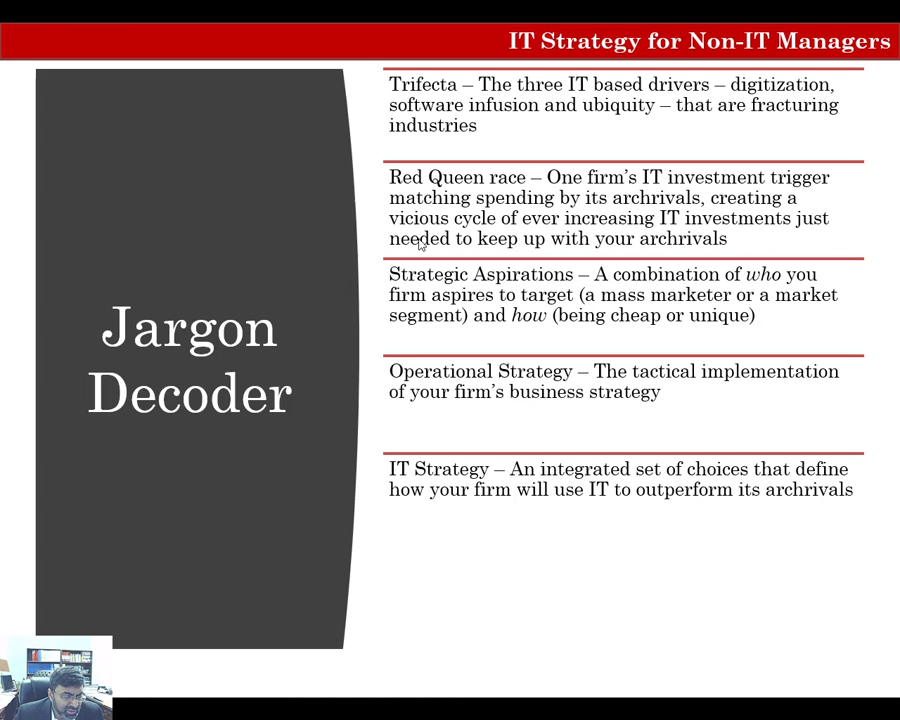 IT Strategy for Non-IT Managers
Jargon
Decoder
Trifecta – The three IT based drivers – digitization,
software infusion and ubiquity – that are fracturing
industries
Red Queen race – One firm's IT investment trigger
matching spending by its archrivals, creating a
vicious cycle of ever increasing IT investments just
needed to keep up with your archrivals
Strategic Aspirations – A combination of who you
firm aspires to target (a mass marketer or a market
segment) and how (being cheap or unique)
Operational Strategy – The tactical implementation
of your firm's business strategy
IT Strategy – An integrated set of choices that define
how your firm will use IT to outperform its archrivals